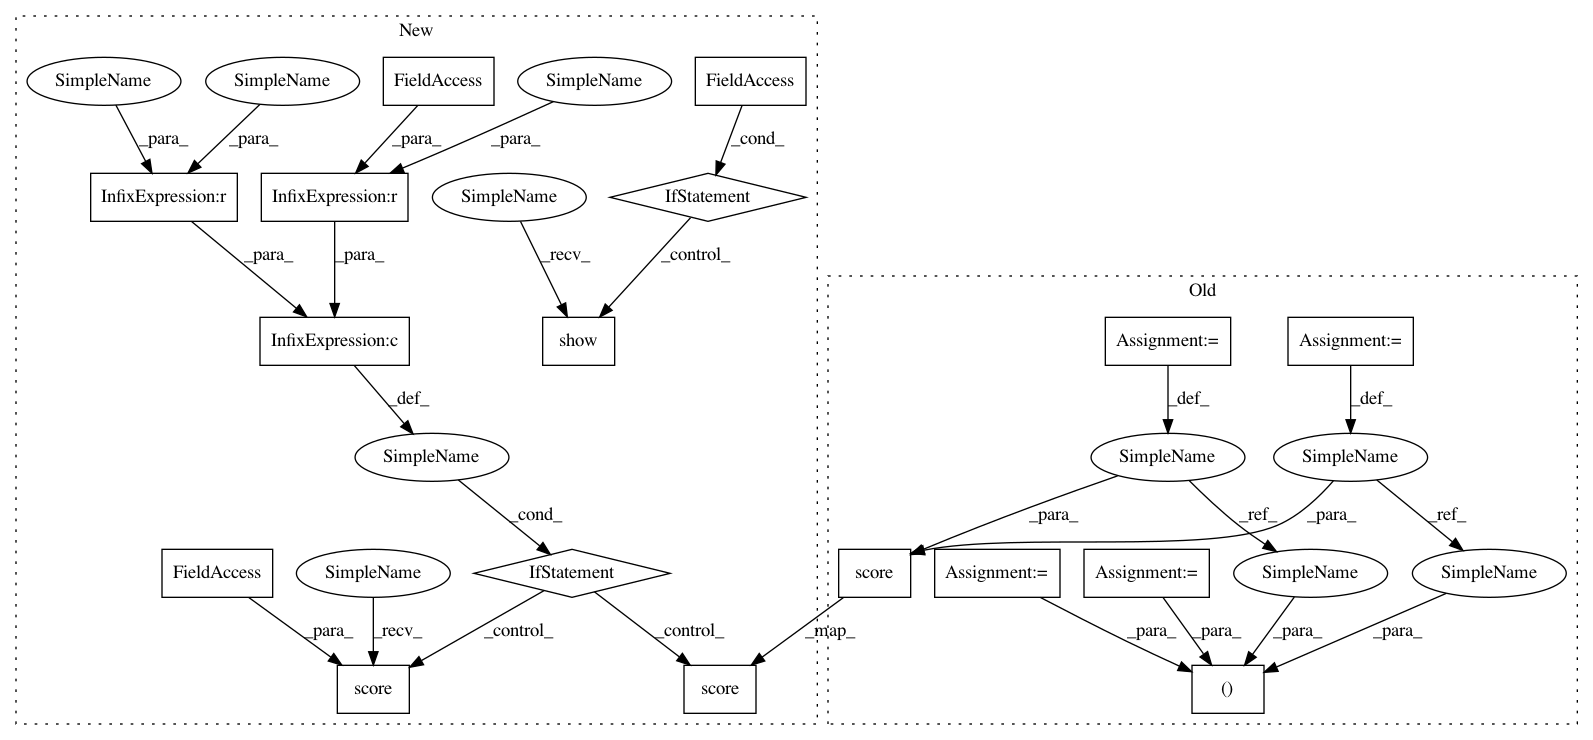 New
SimpleName
SimpleName
FieldAccess
SimpleName
FieldAccess
_para_
_para_
_para_
_para_
_cond_
InfixExpression:r
InfixExpression:r
SimpleName
IfStatement
_para_
_para_
_recv_
_control_
Old
InfixExpression:c
show
Assignment:=
Assignment:=
_def_
_def_
_def_
SimpleName
SimpleName
SimpleName
_cond_
_para_
_ref_
_para_
_ref_
FieldAccess
SimpleName
IfStatement
score
Assignment:=
Assignment:=
SimpleName
SimpleName
_para_
_recv_
_control_
_control_
_map_
_para_
_para_
_para_
_para_
score
score
()